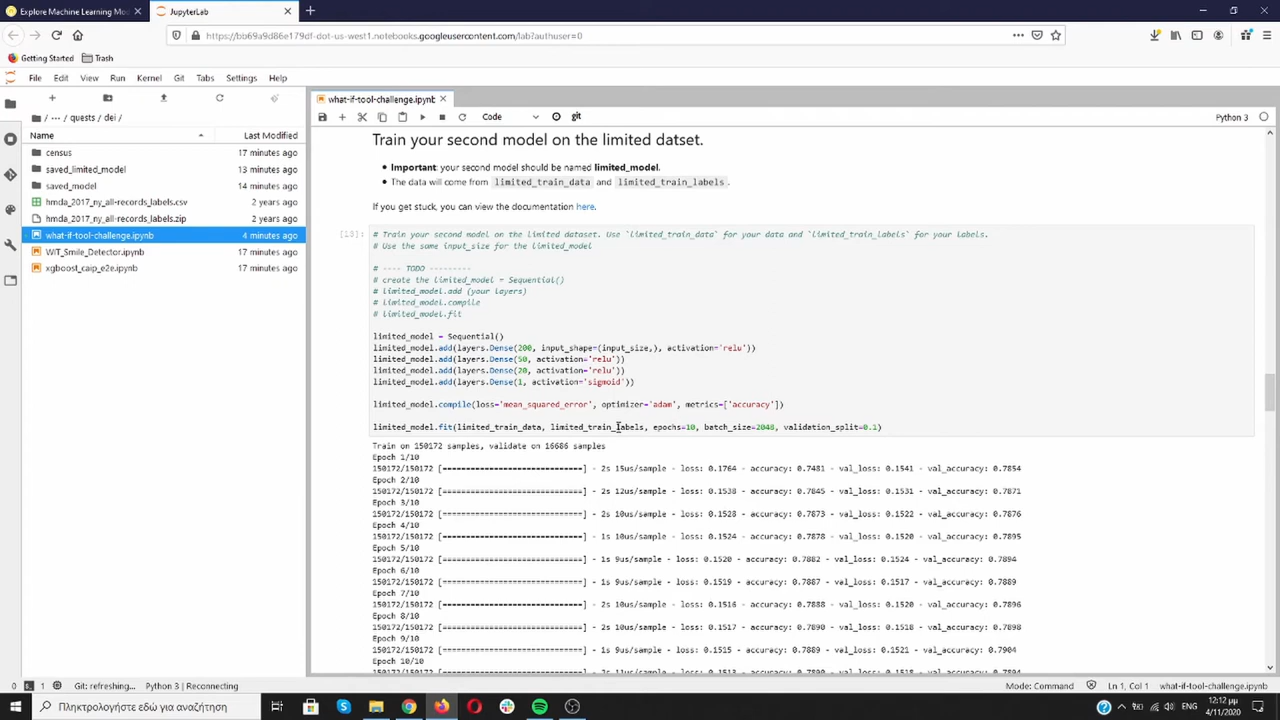 Explore Machine Learning Mod
JupyterLab
https://bb69a9d86e179df-dot-us-west1.notebooks.googleusercontent.com/lab?authuser=0
Getting Started
Trash
File Edit View Run Kernel Git Tabs Settings Help
what-if-tool-challenge.ipynb
Code
git
Python 3
/ ··· / quests / dei /
Name
Last Modified
census 17 minutes ago
saved_limited_model 13 minutes ago
saved_model 14 minutes ago
hmda_2017_ny_all-records_labels.csv 2 years ago
hmda_2017_ny_all-records_labels.zip 2 years ago
what-if-tool-challenge.ipynb 4 minutes ago
WIT_Smile_Detector.ipynb 17 minutes ago
xgboost_caip_e2e.ipynb 17 minutes ago
Train your second model on the limited datset.
• Important: your second model should be named limited_model.
• The data will come from limited_train_data and limited_train_labels .
If you get stuck, you can view the documentation here.
# Train your second model on the limited dataset. Use `limited_train_data` for your data and `limited_train_labels` for your labels.
# Use the same input_size for the limited_model
# ---- TODO ---------
# create the limited_model = Sequential()
# limited_model.add (your layers)
# limited_model.compile
# limited_model.fit
limited_model = Sequential()
limited_model.add(layers.Dense(200, input_shape=(input_size,), activation='relu'))
limited_model.add(layers.Dense(50, activation='relu'))
limited_model.add(layers.Dense(20, activation='relu'))
limited_model.add(layers.Dense(1, activation='sigmoid'))
limited_model.compile(loss='mean_squared_error', optimizer='adam', metrics=['accuracy'])
limited_model.fit(limited_train_data, limited_train_labels, epochs=10, batch_size=2048, validation_split=0.1)
Train on 150172 samples, validate on 16686 samples
Epoch 1/10
150172/150172 [==============================] - 2s 15us/sample - loss: 0.1764 - accuracy: 0.7481 - val_loss: 0.1541 - val_accuracy: 0.7854
Epoch 2/10
150172/150172 [==============================] - 2s 12us/sample - loss: 0.1538 - accuracy: 0.7845 - val_loss: 0.1531 - val_accuracy: 0.7871
Epoch 3/10
150172/150172 [==============================] - 2s 10us/sample - loss: 0.1528 - accuracy: 0.7873 - val_loss: 0.1522 - val_accuracy: 0.7876
Epoch 4/10
150172/150172 [==============================] - 1s 10us/sample - loss: 0.1524 - accuracy: 0.7878 - val_loss: 0.1520 - val_accuracy: 0.7895
Epoch 5/10
150172/150172 [==============================] - 1s 9us/sample - loss: 0.1520 - accuracy: 0.7882 - val_loss: 0.1524 - val_accuracy: 0.7894
Epoch 6/10
150172/150172 [==============================] - 1s 9us/sample - loss: 0.1519 - accuracy: 0.7887 - val_loss: 0.1517 - val_accuracy: 0.7889
Epoch 7/10
150172/150172 [==============================] - 1s 10us/sample - loss: 0.1516 - accuracy: 0.7888 - val_loss: 0.1520 - val_accuracy: 0.7896
Epoch 8/10
150172/150172 [==============================] - 2s 10us/sample - loss: 0.1517 - accuracy: 0.7890 - val_loss: 0.1518 - val_accuracy: 0.7898
Epoch 9/10
150172/150172 [==============================] - 1s 9us/sample - loss: 0.1515 - accuracy: 0.7889 - val_loss: 0.1521 - val_accuracy: 0.7904
Epoch 10/10
0 1 Git: refreshing... Python 3 | Reconnecting
Mode: Command Ln 1, Col 1 what-if-tool-challenge.ipynb
Πληκτρολογήστε εδώ για αναζήτηση
ENG
12:12 μμ
4/11/2020